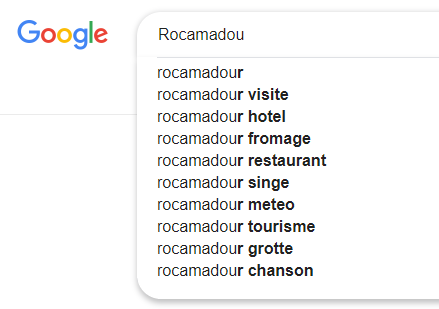 Google
Rocamadou
rocamadour
rocamadour visite
rocamadour hotel
rocamadour fromage
rocamadour restaurant
rocamadour singe
rocamadour meteo
rocamadour tourisme
rocamadour grotte
rocamadour chanson